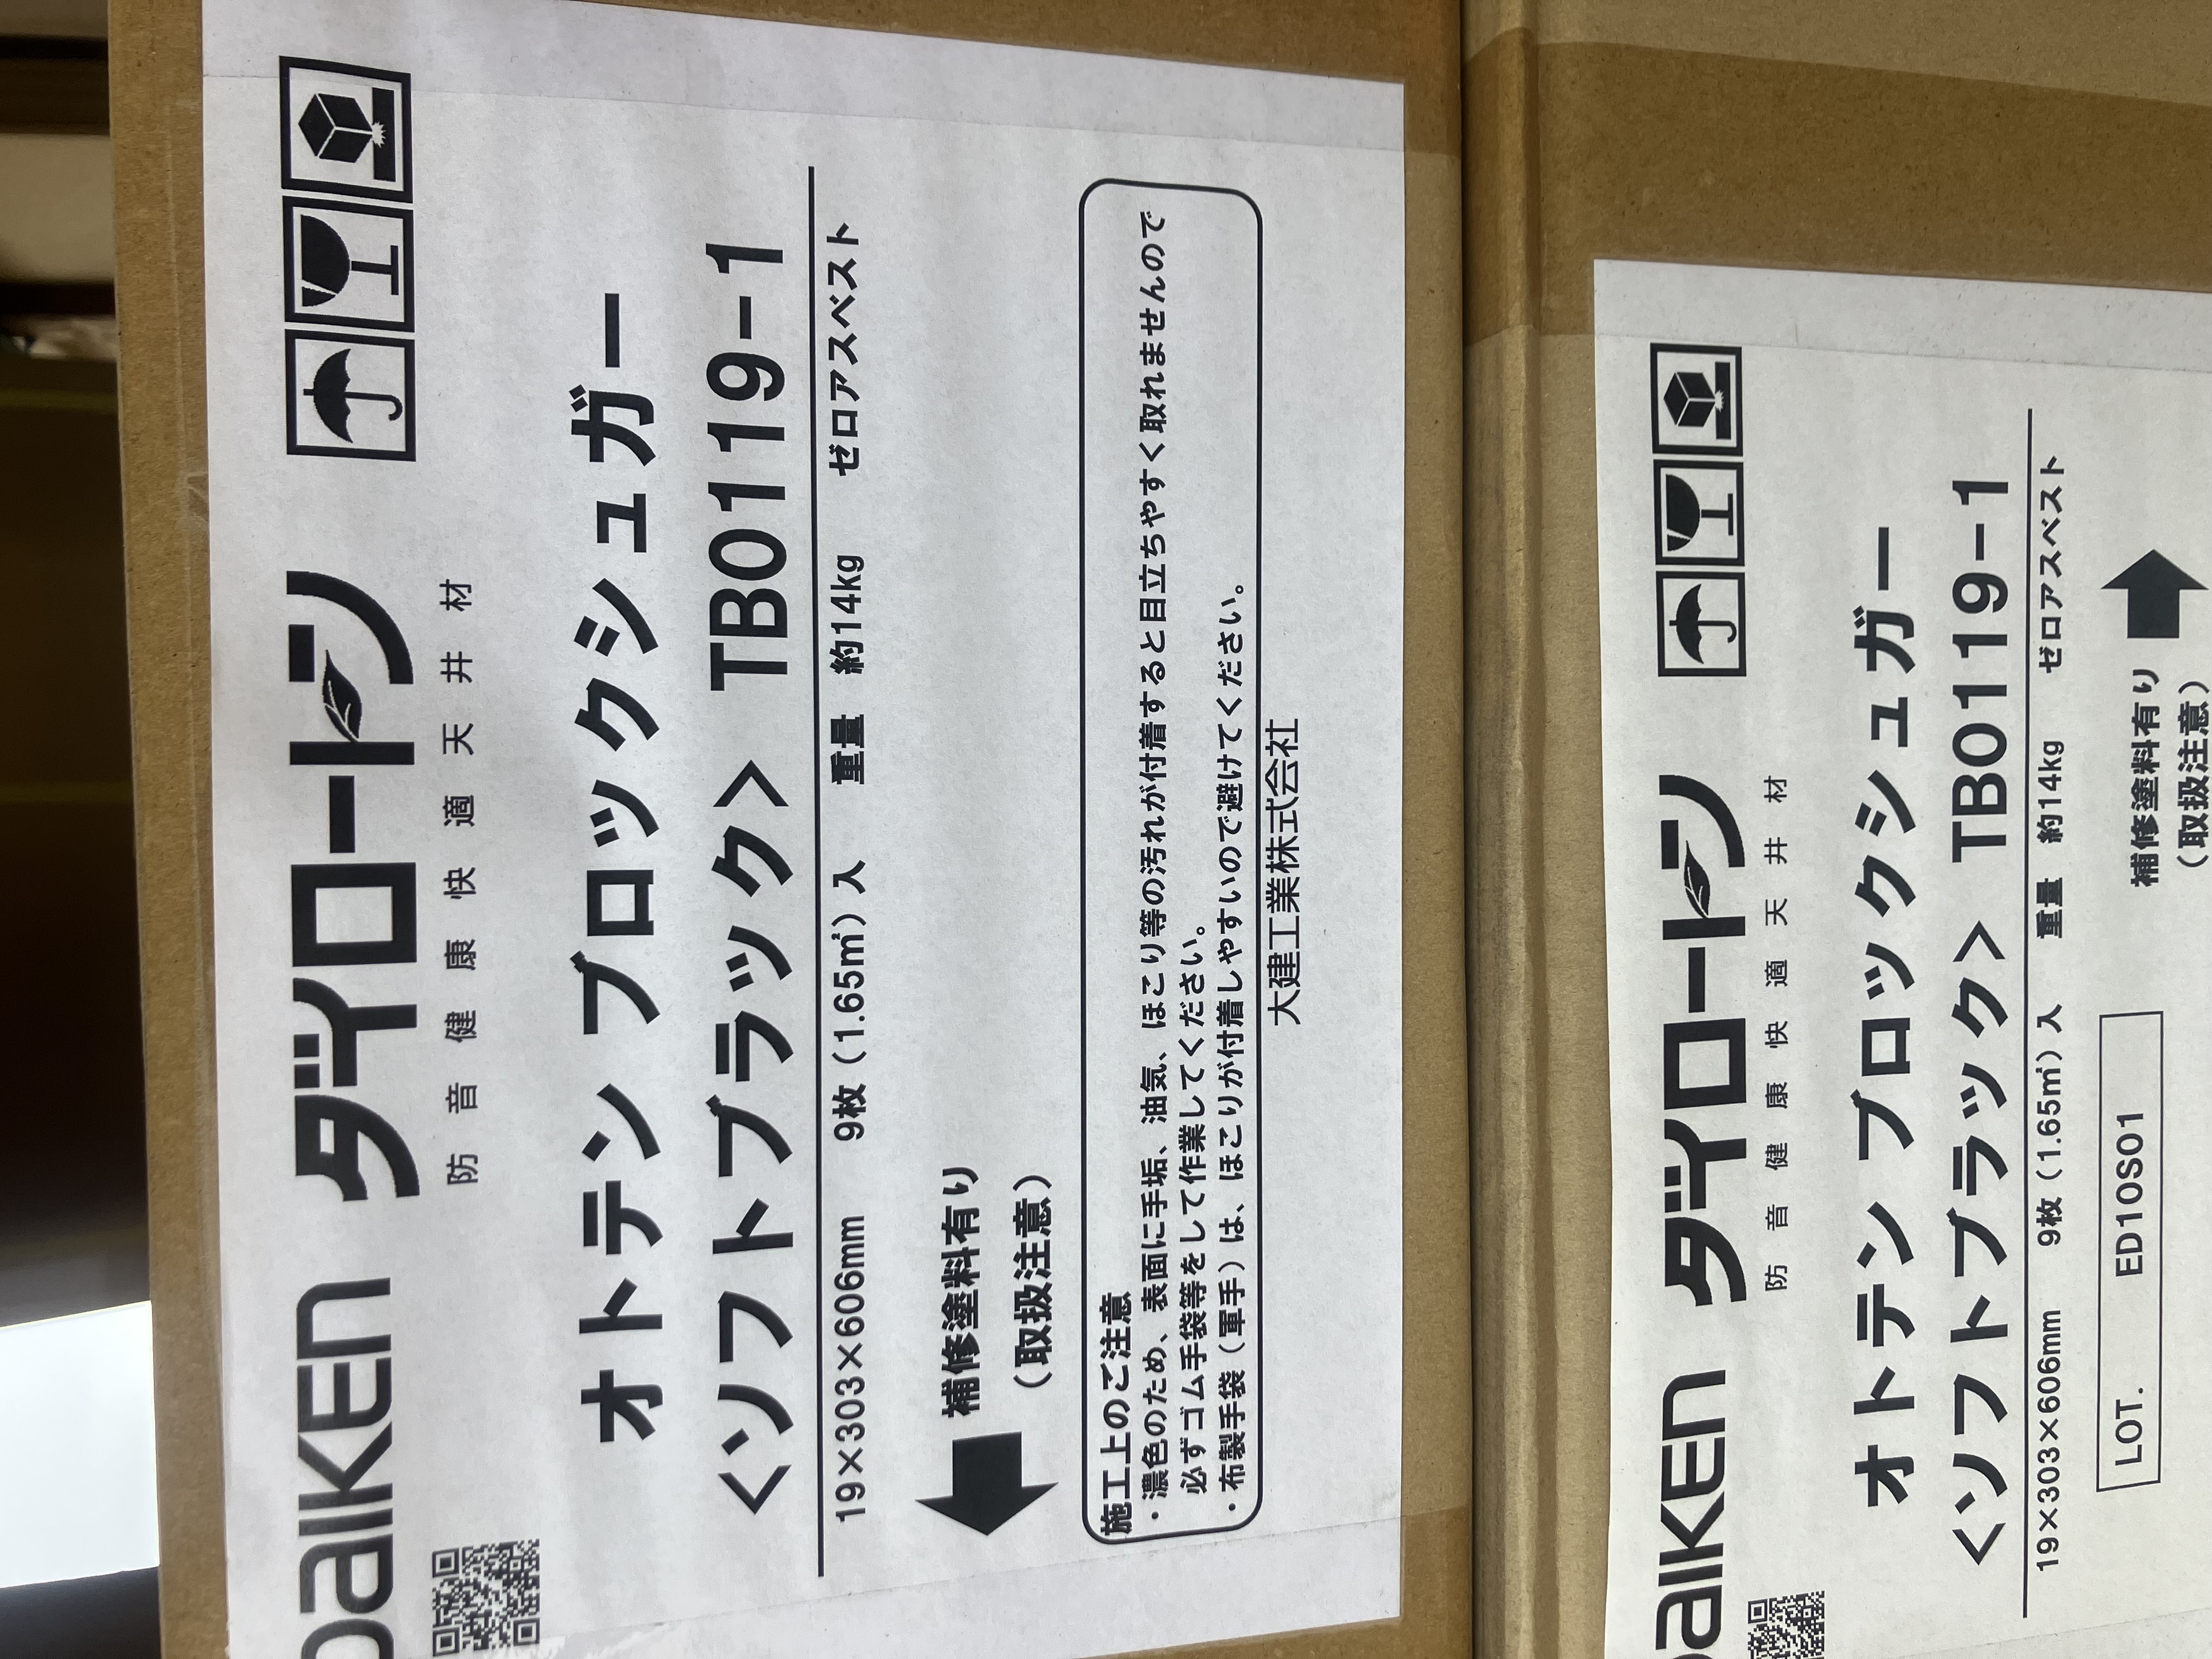 DAIKEN ダイロートン
防音健康快適天井材
オトテン ブロックシュガー
<ソフトブラック> TB0119-1
19×303×606mm 9枚(1.65㎡)入 重量 約14kg ゼロアスベスト
補修塗料有り
(取扱注意)
施工上のご注意
・濃色のため、表面に手垢、油気、ほこり等の汚れが付着すると目立ちやすく取れませんので
必ずゴム手袋等をして作業してください。
・布製手袋(軍手)は、ほこりが付着しやすいので避けてください。
大建工業株式会社
DAIKEN ダイロートン
防音健康快適天井材
オトテン ブロックシュガー
<ソフトブラック> TB0119-1
19×303×606mm 9枚(1.65㎡)入 重量 約14kg ゼロアスベスト
LOT. ED10S01
補修塗料有り
(取扱注意)